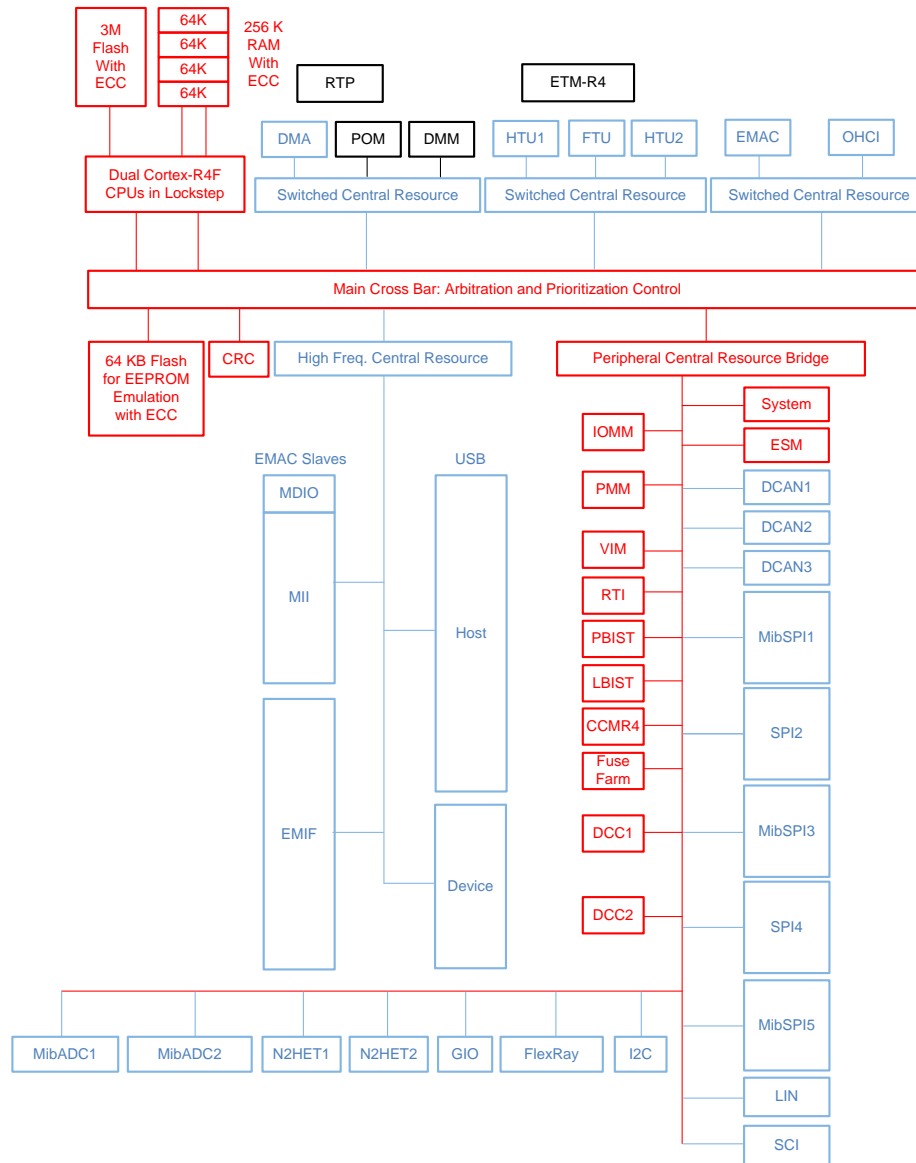 3M
Flash
With
ECC
64K
64K
64K
64K
256 K
RAM
With
ECC
RTP
ETM-R4
DMA
POM
DMM
HTU1
FTU
HTU2
EMAC
OHCI
Dual Cortex-R4F
CPUs in Lockstep
Switched Central Resource
Switched Central Resource
Switched Central Resource
Main Cross Bar: Arbitration and Prioritization Control
64 KB Flash
for EEPROM
Emulation
with ECC
CRC
High Freq. Central Resource
Peripheral Central Resource Bridge
EMAC Slaves
MDIO
MII
EMIF
USB
Host
Device
IOMM
PMM
VIM
RTI
PBIST
LBIST
CCMR4
Fuse
Farm
DCC1
DCC2
System
ESM
DCAN1
DCAN2
DCAN3
MibSPI1
SPI2
MibSPI3
SPI4
MibSPI5
LIN
SCI
MibADC1
MibADC2
N2HET1
N2HET2
GIO
FlexRay
I2C